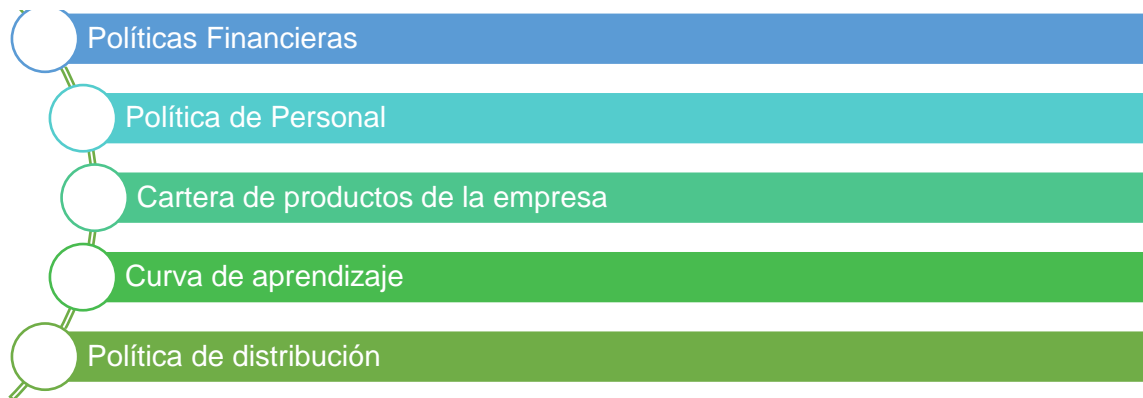 Políticas Financieras
Política de Personal
Cartera de productos de la empresa
Curva de aprendizaje
Política de distribución